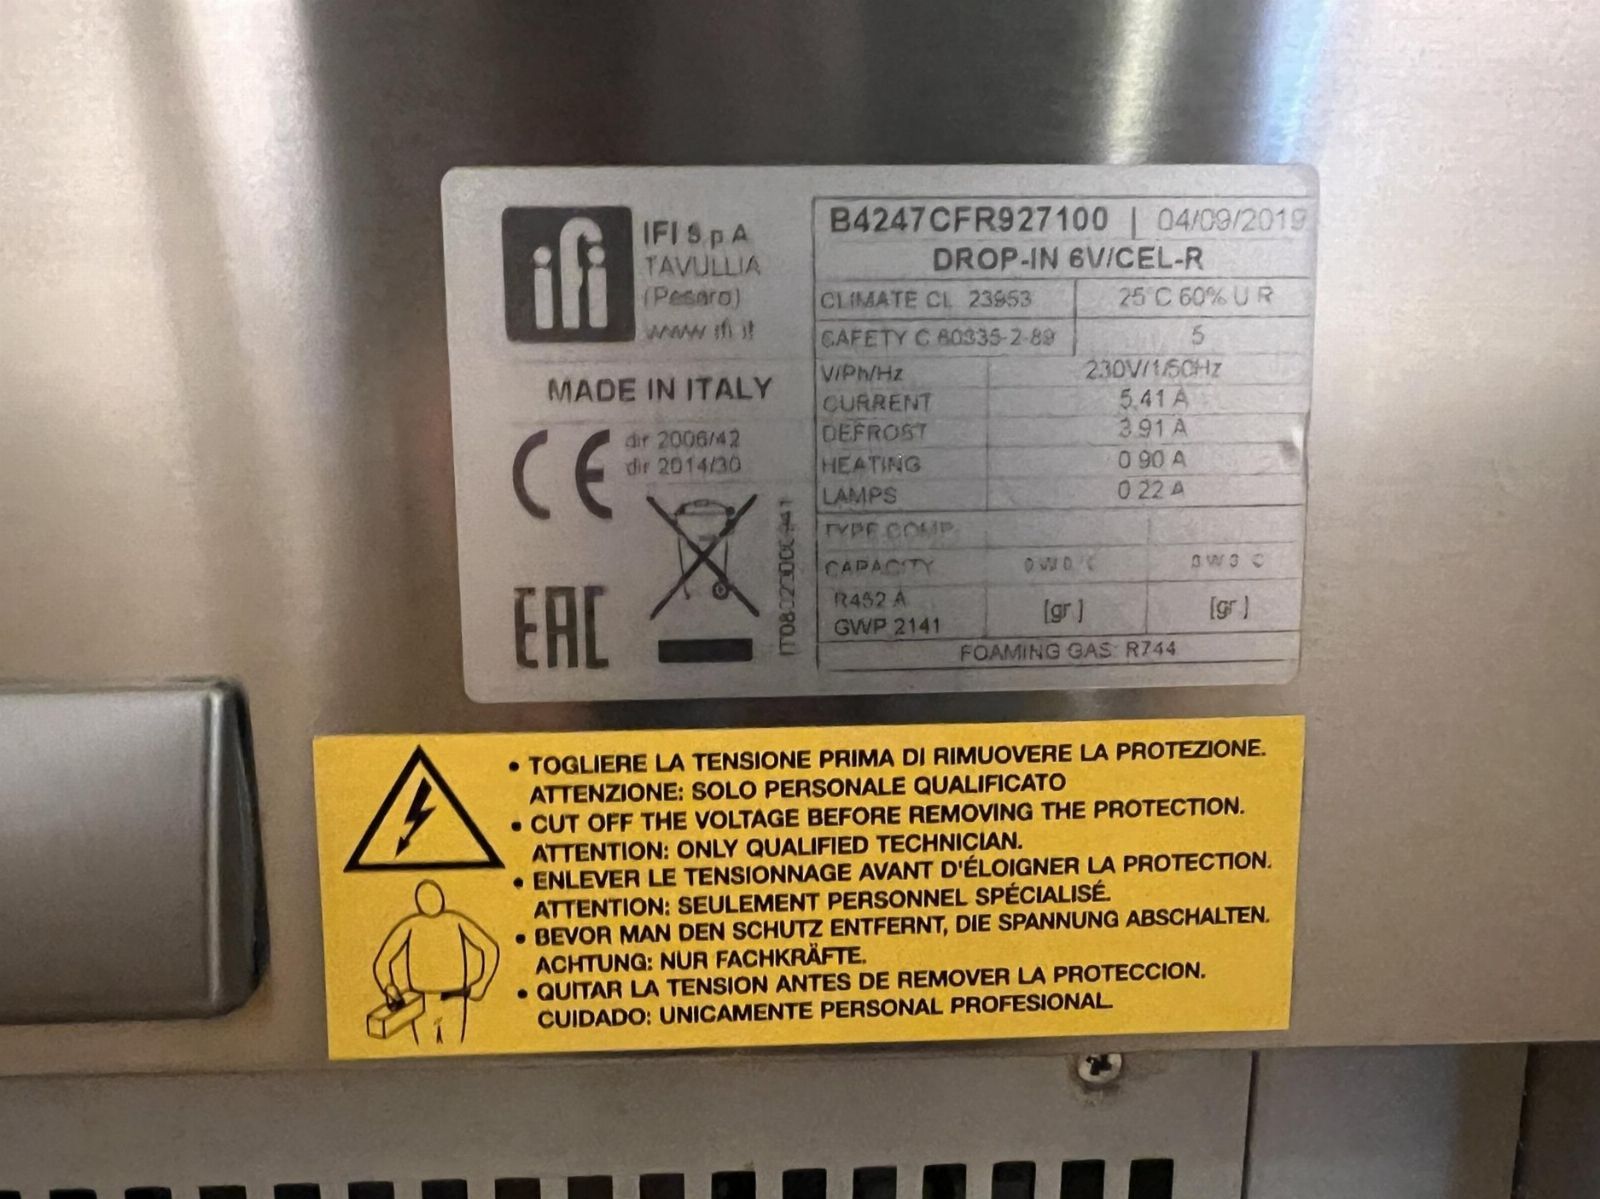 ifi
IFI S.p.A
TAVULLIA
(Pesaro)
www.ifi.it
MADE IN ITALY
CE dir 2006/42
dir 2014/30
EAC
B4247CFR927100 | 04/09/2019
DROP-IN 6V/CEL-R
CLIMATE CL 23953 25°C 60% U R
SAFETY C 60335-2-89 5
V/Ph/Hz 230V/1/50Hz
CURRENT 5.41 A
DEFROST 3.91 A
HEATING 0.90 A
LAMPS 0.22 A
TYPE COMP.
CAPACITY
R452 A
GWP 2141 [gr ] [gr ]
FOAMING GAS: R744
• TOGLIERE LA TENSIONE PRIMA DI RIMUOVERE LA PROTEZIONE.
ATTENZIONE: SOLO PERSONALE QUALIFICATO
• CUT OFF THE VOLTAGE BEFORE REMOVING THE PROTECTION.
ATTENTION: ONLY QUALIFIED TECHNICIAN.
• ENLEVER LE TENSIONNAGE AVANT D'ÉLOIGNER LA PROTECTION.
ATTENTION: SEULEMENT PERSONNEL SPÉCIALISÉ.
• BEVOR MAN DEN SCHUTZ ENTFERNT, DIE SPANNUNG ABSCHALTEN.
ACHTUNG: NUR FACHKRÄFTE.
• QUITAR LA TENSION ANTES DE REMOVER LA PROTECCION.
CUIDADO: UNICAMENTE PERSONAL PROFESIONAL.